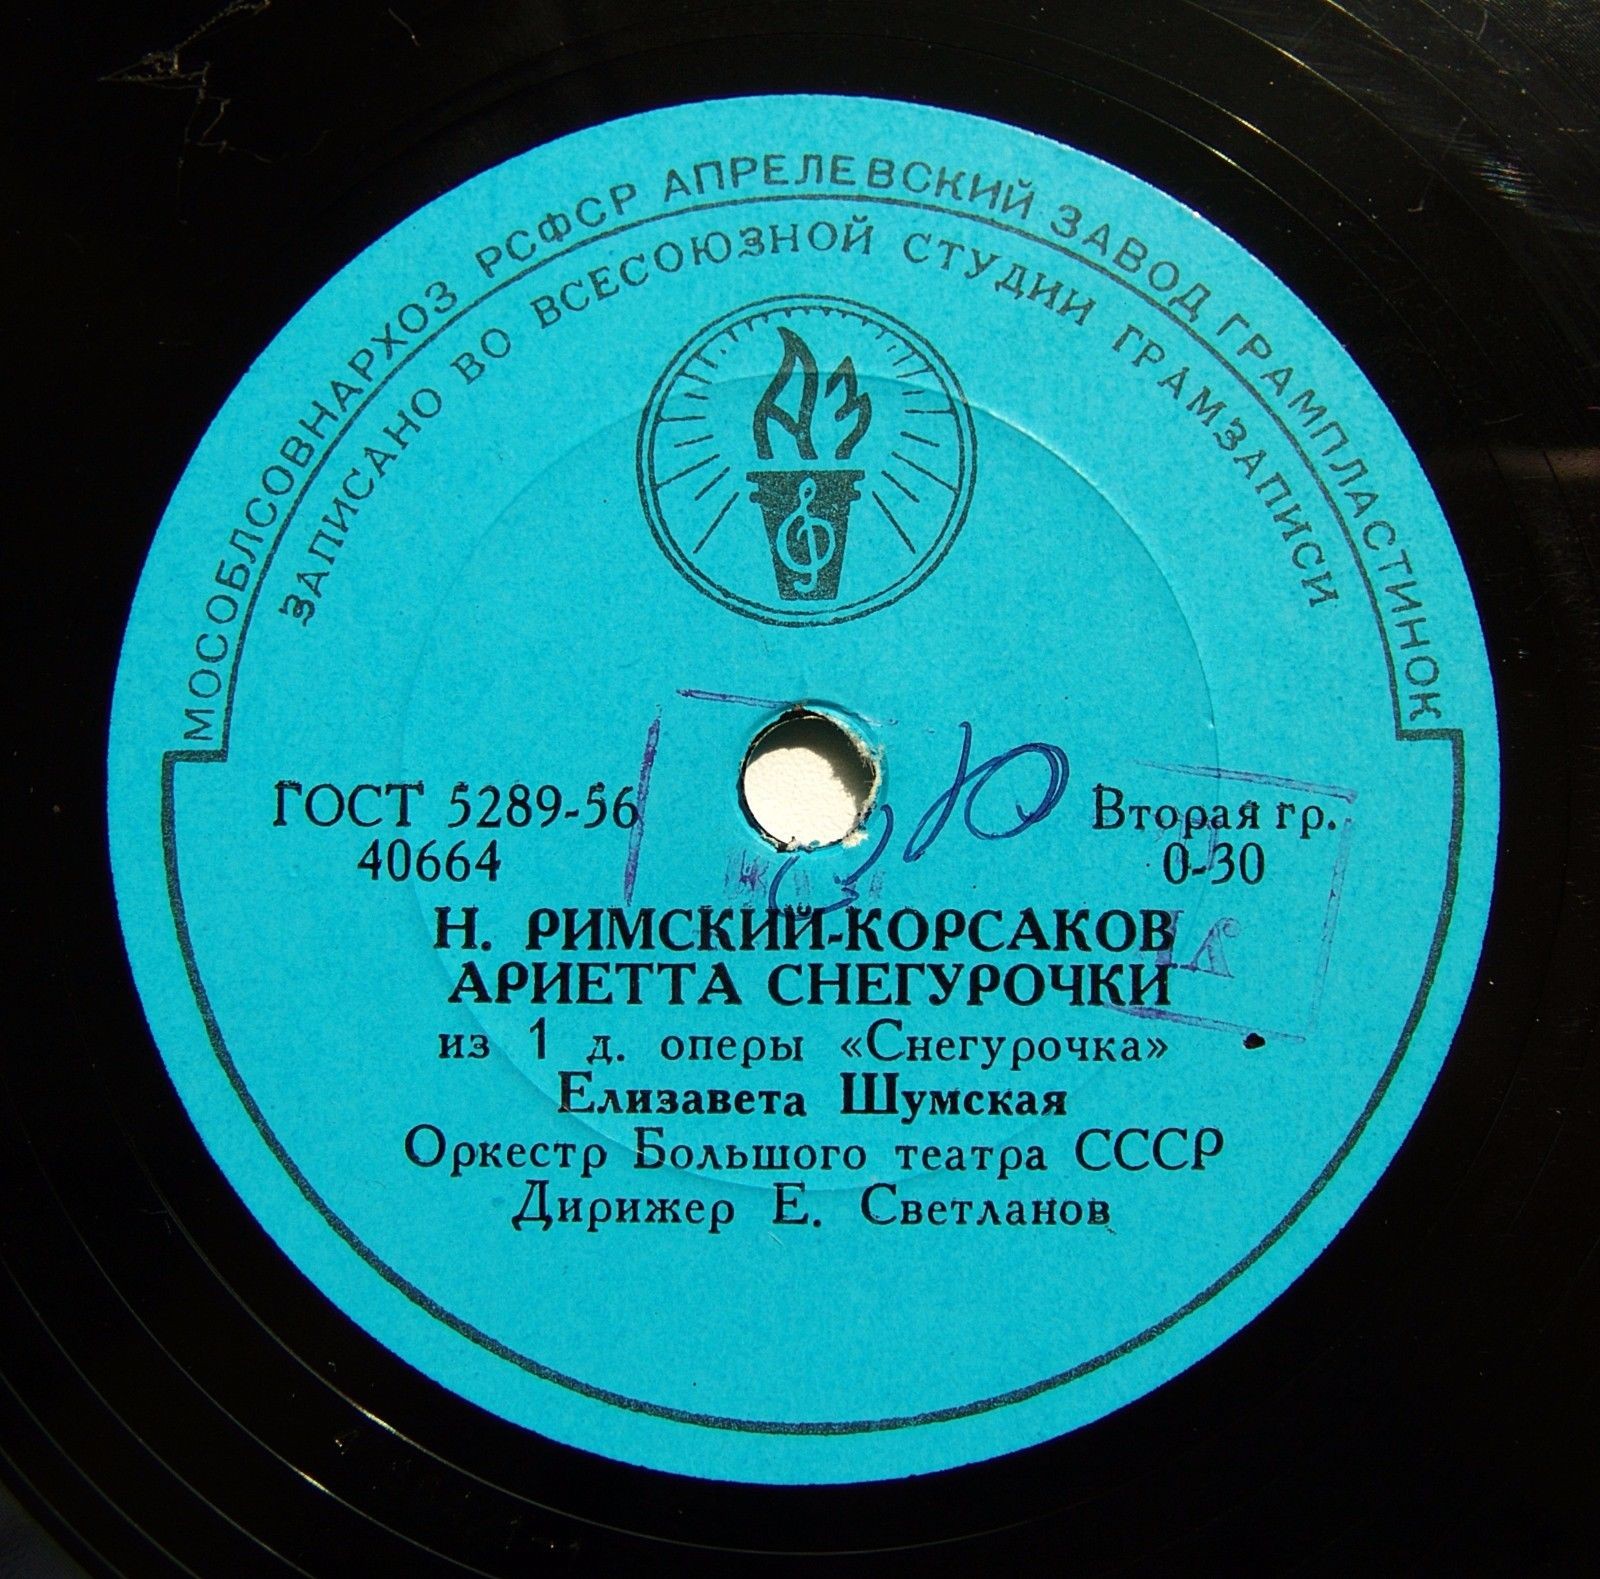 МОСОБЛСОВНАРХОЗ РСФСР АПРЕЛЕВСКИЙ ЗАВОД ГРАМПЛАСТИНОК
ЗАПИСАНО ВО ВСЕСОЮЗНОЙ СТУДИИ ГРАМЗАПИСИ
АЗ
ГОСТ 5289-56
40664
Вторая гр.
0-30
Н. РИМСКИЙ-КОРСАКОВ
АРИЕТТА СНЕГУРОЧКИ
из 1 д. оперы «Снегурочка»
Елизавета Шумская
Оркестр Большого театра СССР
Дирижер Е. Светланов